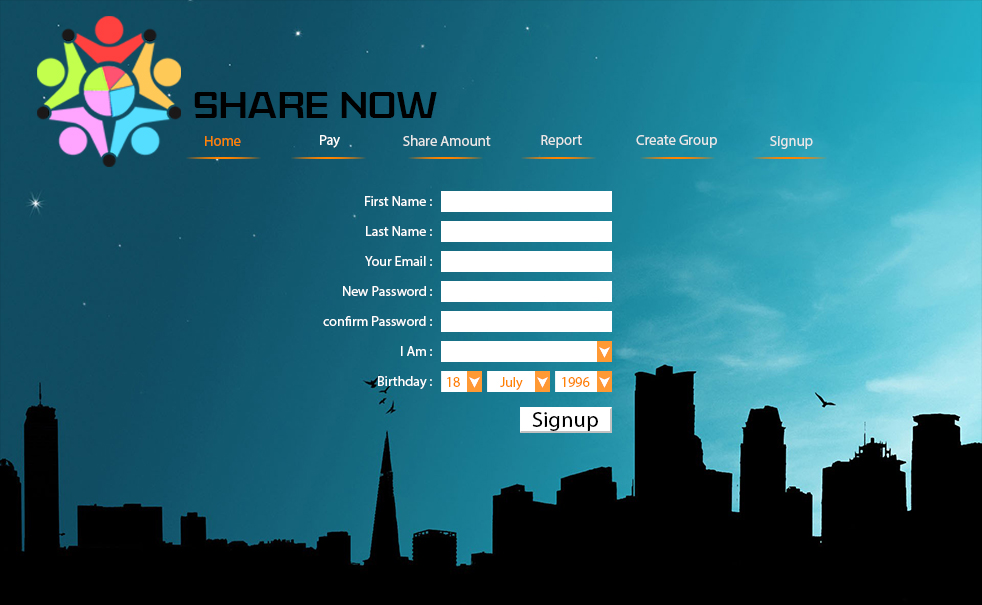 SHARE NOW
Home Pay Share Amount Report Create Group Signup
First Name :
Last Name :
Your Email :
New Password :
confirm Password :
I Am :
Birthday : 18 July 1996
Signup